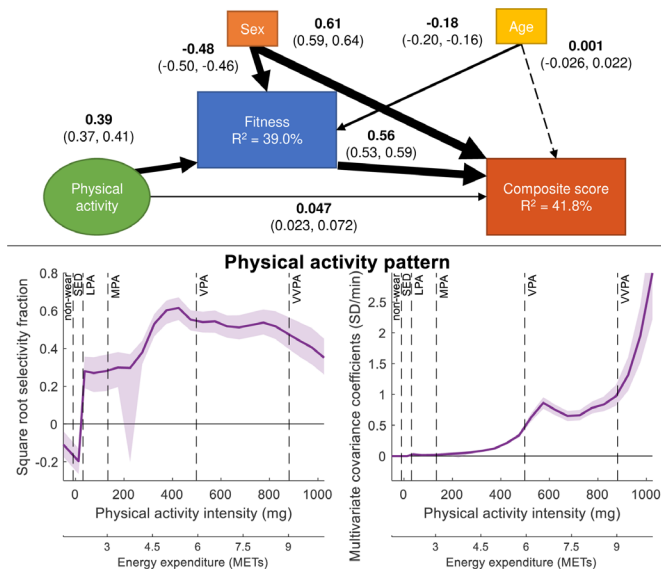 Sex
0.61
(0.59, 0.64)
-0.18
(-0.20, -0.16)
Age
-0.48
(-0.50, -0.46)
0.001
(-0.026, 0.022)
0.39
(0.37, 0.41)
Fitness
R² = 39.0%
0.56
(0.53, 0.59)
Physical
activity
0.047
(0.023, 0.072)
Composite score
R² = 41.8%
Physical activity pattern
Square root selectivity fraction
0.8
0.6
0.4
0.2
0
-0.2
non-wear
SED
LPA
MPA
VPA
VVPA
0 200 400 600 800 1000
Physical activity intensity (mg)
3 4.5 6 7.5 9
Energy expenditure (METs)
Multivariate covariance coefficients (SD/min)
2.5
2
1.5
1
0.5
0
non-wear
SED
LPA
MPA
VPA
VVPA
0 200 400 600 800 1000
Physical activity intensity (mg)
3 4.5 6 7.5 9
Energy expenditure (METs)